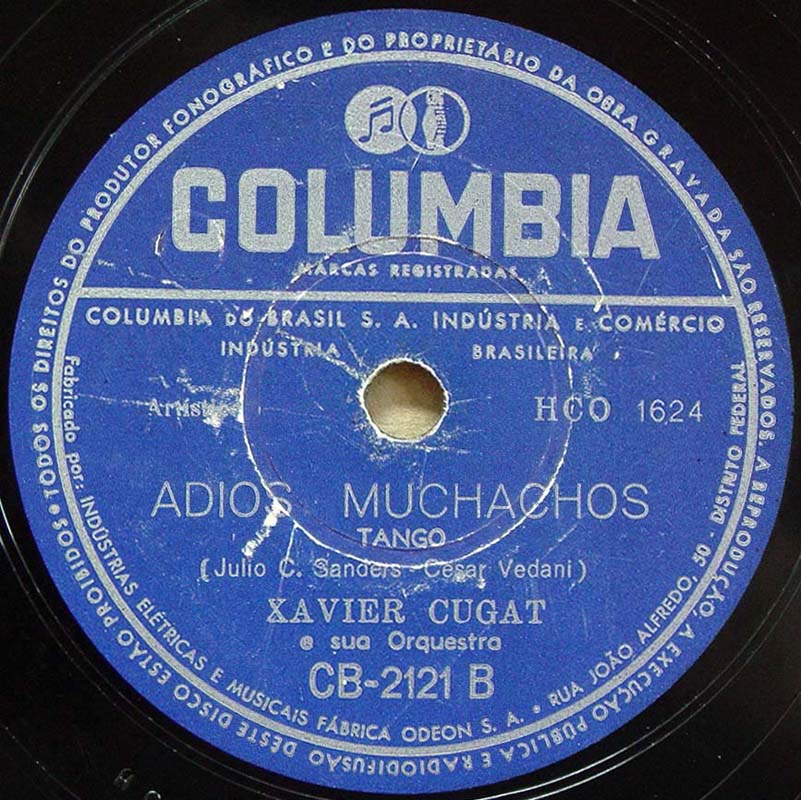 TODOS OS DIREITOS DO PRODUTOR FONOGRÁFICO E DO PROPRIETÁRIO DA OBRA GRAVADA SÃO RESERVADOS. A REPRODUÇÃO, A EXECUÇÃO PÚBLICA E RADIODIFUSÃO DESTE DISCO ESTÃO PROIBIDOS
COLUMBIA
MARCAS REGISTRADAS
COLUMBIA DO BRASIL S. A. INDÚSTRIA E COMÉRCIO
INDÚSTRIA BRASILEIRA
HCO 1624
ADIOS MUCHACHOS
TANGO
(Julio C. Sanders - Cesar Vedani)
XAVIER CUGAT
e sua Orquestra
CB-2121 B
Fabricado por: INDÚSTRIAS ELÉTRICAS E MUSICAIS FÁBRICA ODEON S. A. • RUA JOÃO ALFREDO, 50 - DISTRITO FEDERAL